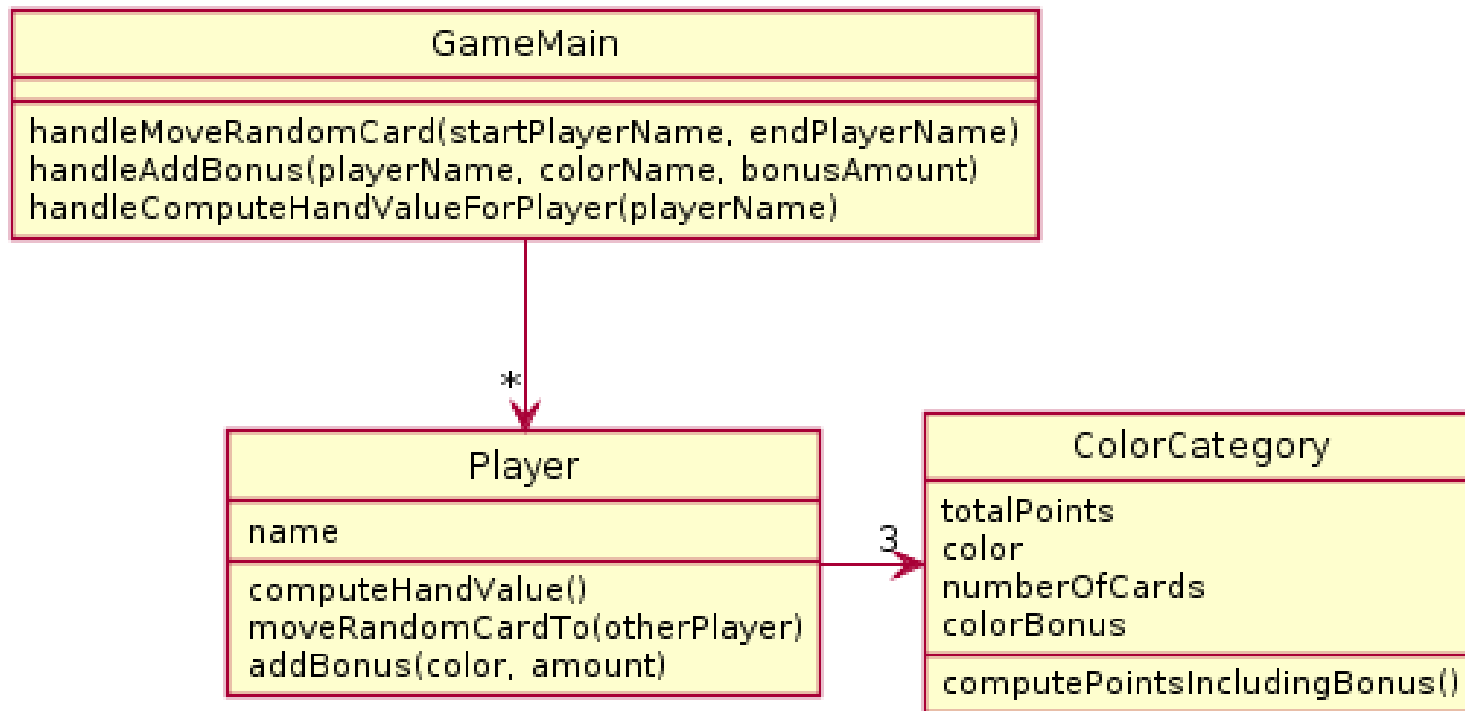 GameMain
handleMoveRandomCard(startPlayerName, endPlayerName)
handleAddBonus(playerName, colorName, bonusAmount)
handleComputeHandValueForPlayer(playerName)
*
Player
name
computeHandValue()
moveRandomCardTo(otherPlayer)
addBonus(color, amount)
3
ColorCategory
totalPoints
color
numberOfCards
colorBonus
computePointsIncludingBonus()